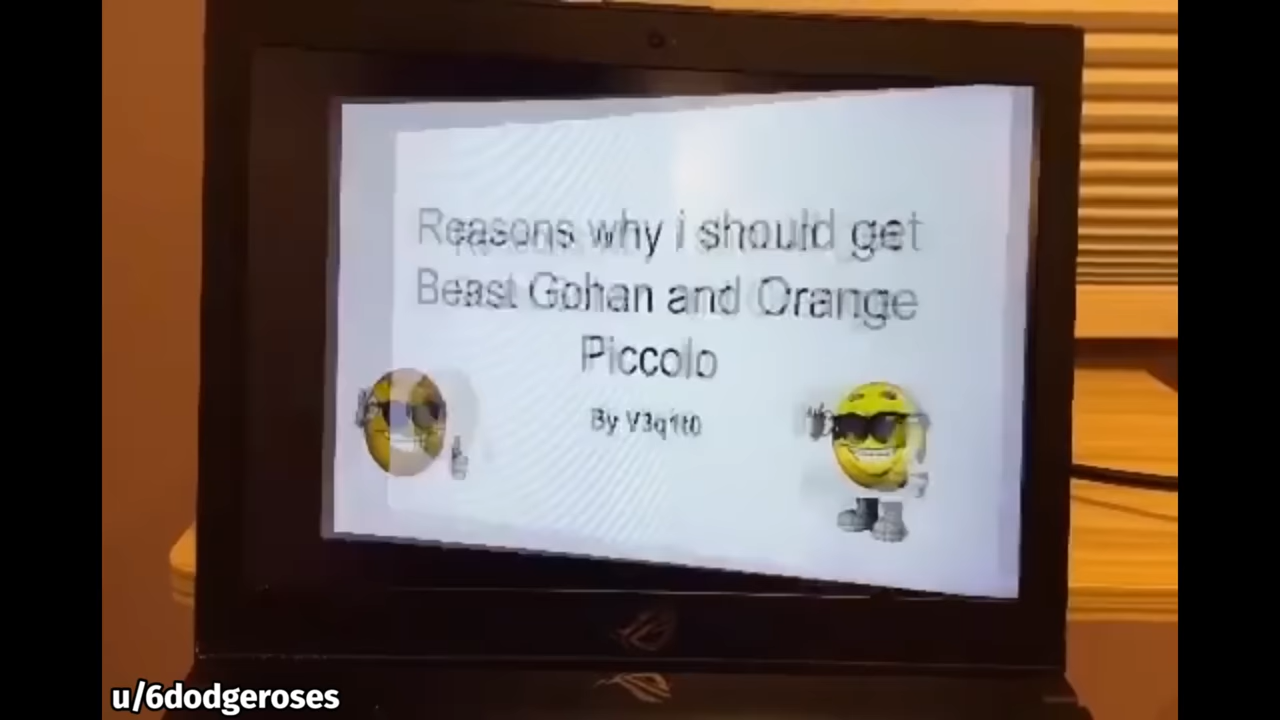 Reasons why i should get
Beast Gohan and Orange
Piccolo
By V3q1t0
u/6dodgeroses